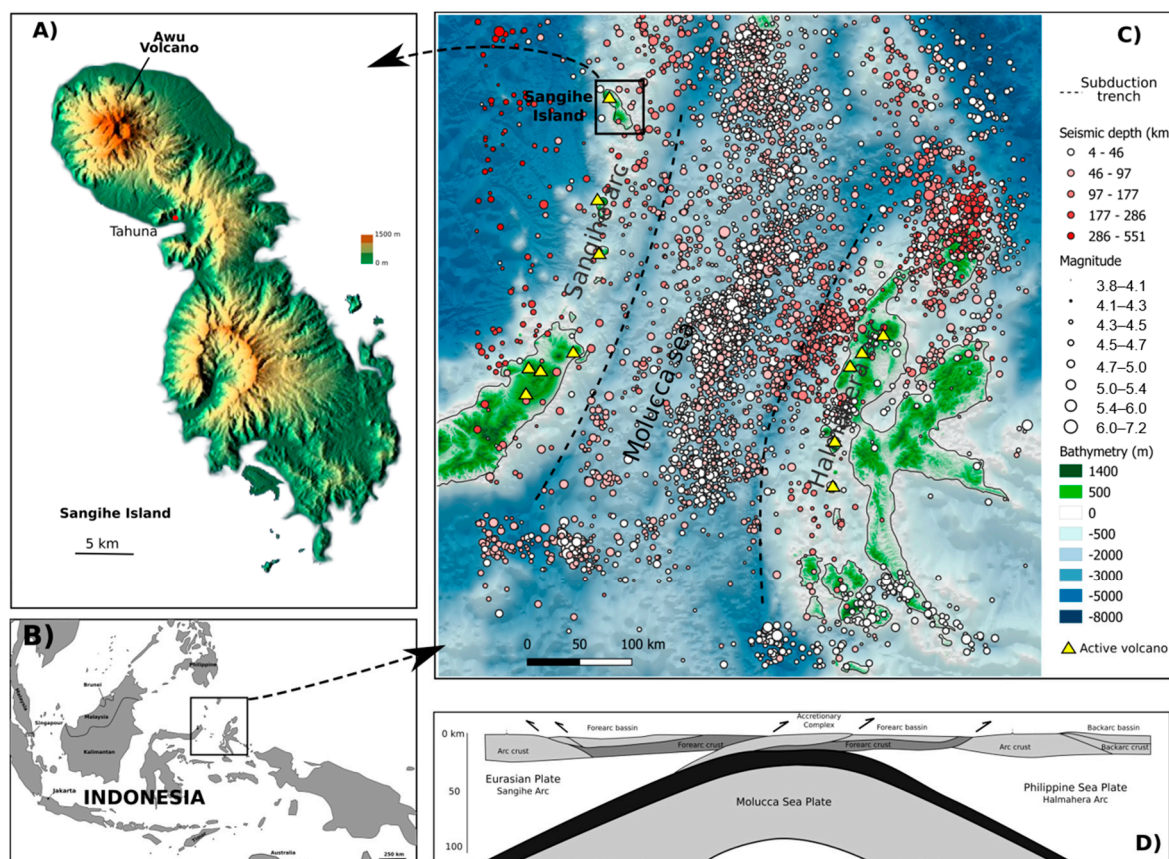 A)
Awu
Volcano
Tahuna
1500 m
0 m
Sangihe Island
5 km
B)
Philippine
Brunei
Malaysia
Malaysia
Singapour
Kalimantan
Jakarta
INDONESIA
Timor
Australia
250 km
C)
Sangihe
Island
Sangihe arc
Molucca sea
Halmahera
0 50 100 km
Subduction
trench
Seismic depth (km
4 - 46
46 - 97
97 - 177
177 - 286
286 - 551
Magnitude
3.8–4.1
4.1–4.3
4.3–4.5
4.5–4.7
4.7–5.0
5.0–5.4
5.4–6.0
6.0–7.2
Bathymetry (m)
1400
500
0
-500
-2000
-3000
-5000
-8000
Active volcano
Accretionary
Complex
Forearc bassin
Forearc bassin
Backarc bassin
0 km
Arc crust
Forearc crust
Forearc crust
Arc crust
Backarc crust
Eurasian Plate
Sangihe Arc
Philippine Sea Plate
Halmahera Arc
50
Molucca Sea Plate
100
D)